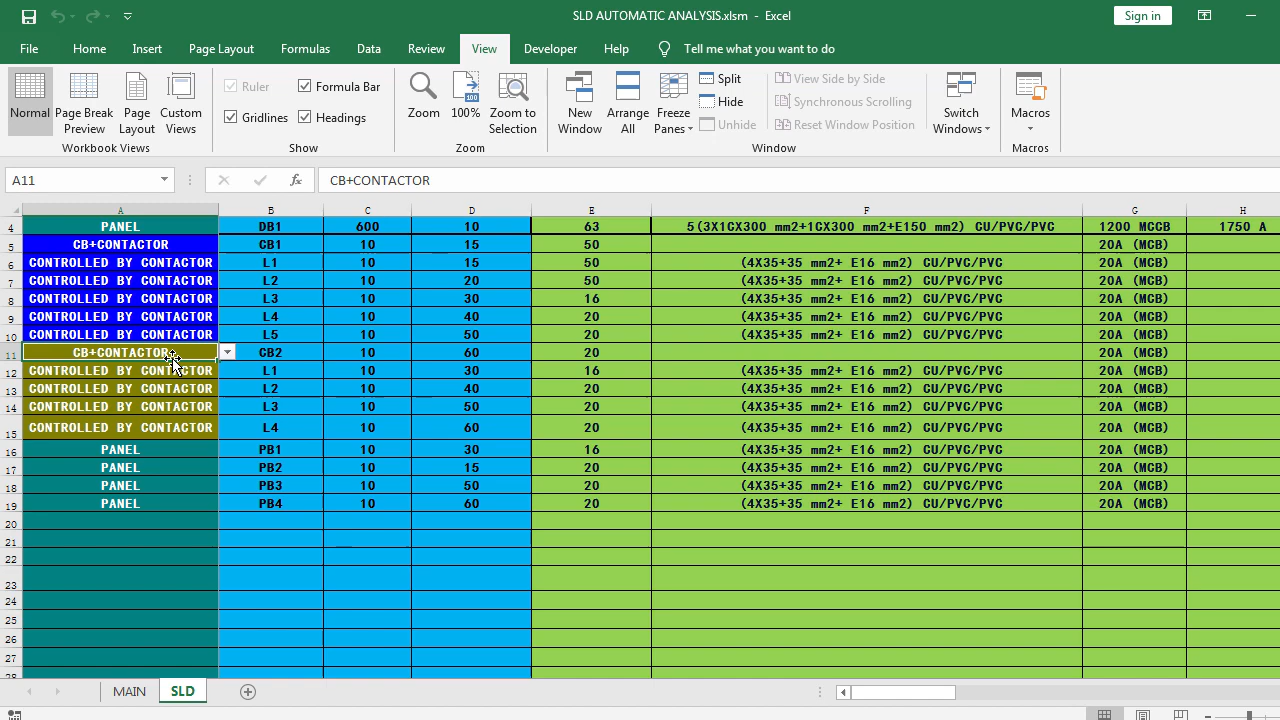 SLD AUTOMATIC ANALYSIS.xlsm - Excel
Sign in
File Home Insert Page Layout Formulas Data Review View Developer Help Tell me what you want to do
Normal
Page Break Preview
Page Layout
Custom Views
Workbook Views
Ruler
Formula Bar
Gridlines
Headings
Show
Zoom
100%
Zoom to Selection
Zoom
New Window
Arrange All
Freeze Panes
Split
Hide
Unhide
View Side by Side
Synchronous Scrolling
Reset Window Position
Switch Windows
Window
Macros
Macros
A11 fx CB+CONTACTOR
A B C D E F G H
4 PANEL DB1 600 10 63 5(3X1CX300 mm2+1CX300 mm2+E150 mm2) CU/PVC/PVC 1200 MCCB 1750 A
5 CB+CONTACTOR CB1 10 15 50 20A (MCB)
6 CONTROLLED BY CONTACTOR L1 10 15 50 (4X35+35 mm2+ E16 mm2) CU/PVC/PVC 20A (MCB)
7 CONTROLLED BY CONTACTOR L2 10 20 50 (4X35+35 mm2+ E16 mm2) CU/PVC/PVC 20A (MCB)
8 CONTROLLED BY CONTACTOR L3 10 30 16 (4X35+35 mm2+ E16 mm2) CU/PVC/PVC 20A (MCB)
9 CONTROLLED BY CONTACTOR L4 10 40 20 (4X35+35 mm2+ E16 mm2) CU/PVC/PVC 20A (MCB)
10 CONTROLLED BY CONTACTOR L5 10 50 20 (4X35+35 mm2+ E16 mm2) CU/PVC/PVC 20A (MCB)
11 CB+CONTACTOR CB2 10 60 20 20A (MCB)
12 CONTROLLED BY CONTACTOR L1 10 30 16 (4X35+35 mm2+ E16 mm2) CU/PVC/PVC 20A (MCB)
13 CONTROLLED BY CONTACTOR L2 10 40 20 (4X35+35 mm2+ E16 mm2) CU/PVC/PVC 20A (MCB)
14 CONTROLLED BY CONTACTOR L3 10 50 20 (4X35+35 mm2+ E16 mm2) CU/PVC/PVC 20A (MCB)
15 CONTROLLED BY CONTACTOR L4 10 60 20 (4X35+35 mm2+ E16 mm2) CU/PVC/PVC 20A (MCB)
16 PANEL PB1 10 30 16 (4X35+35 mm2+ E16 mm2) CU/PVC/PVC 20A (MCB)
17 PANEL PB2 10 15 20 (4X35+35 mm2+ E16 mm2) CU/PVC/PVC 20A (MCB)
18 PANEL PB3 10 50 20 (4X35+35 mm2+ E16 mm2) CU/PVC/PVC 20A (MCB)
19 PANEL PB4 10 60 20 (4X35+35 mm2+ E16 mm2) CU/PVC/PVC 20A (MCB)
20
21
22
23
24
25
26
27
28
MAIN SLD